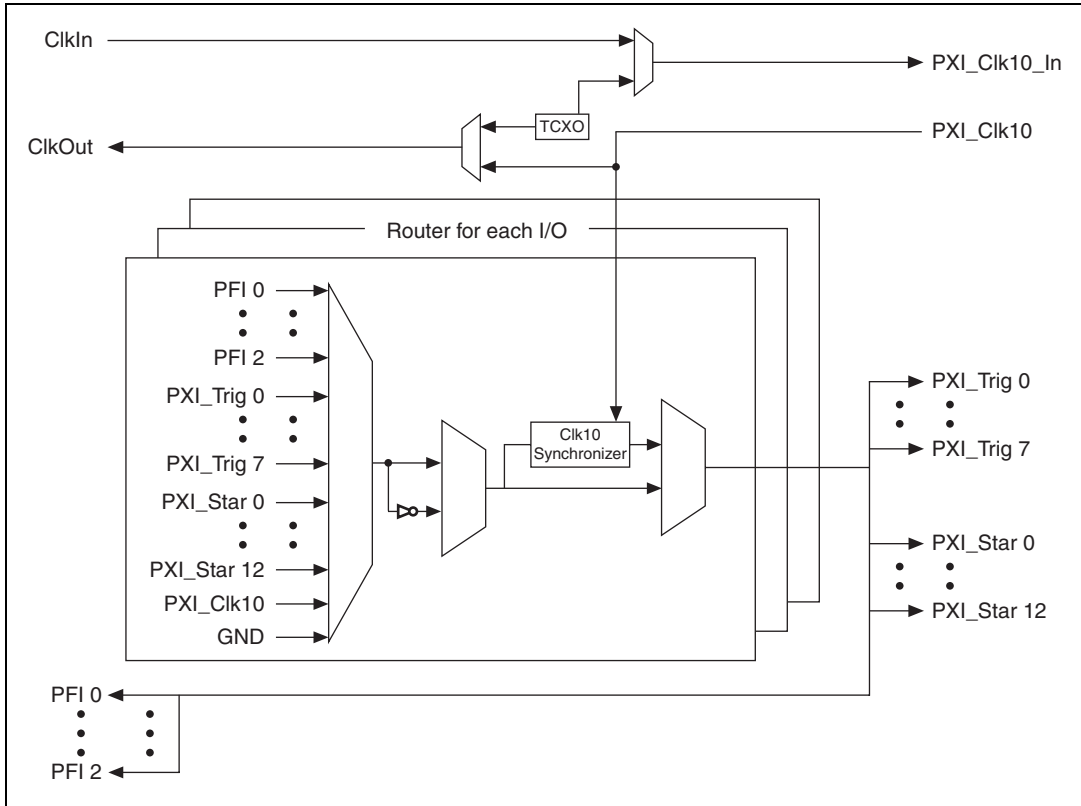 ClkIn
PXI_Clk10_In
TCXO
PXI_Clk10
ClkOut
Router for each I/O
PFI 0
PFI 2
PXI_Trig 0
PXI_Trig 7
PXI_Star 0
PXI_Star 12
PXI_Clk10
GND
Clk10
Synchronizer
PXI_Trig 0
PXI_Trig 7
PXI_Star 0
PXI_Star 12
PFI 0
PFI 2